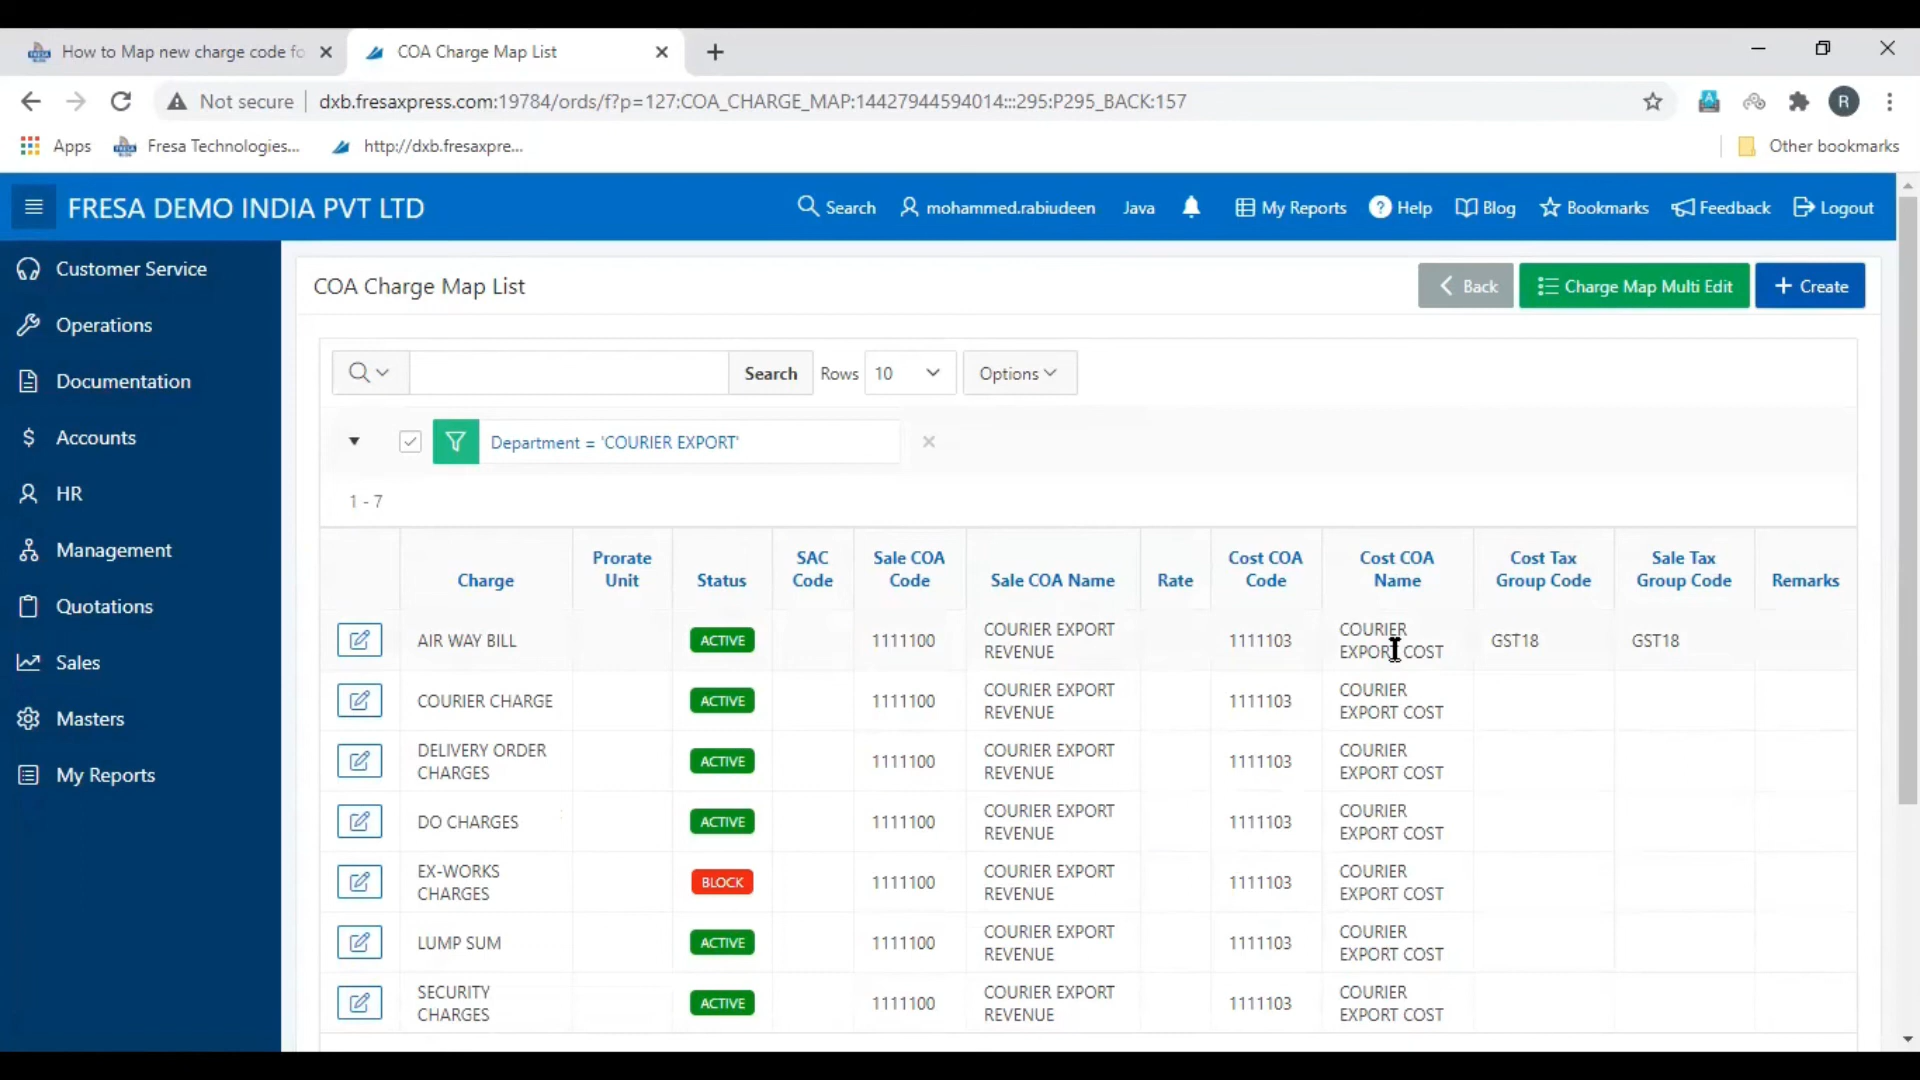 How to Map new charge code fo
COA Charge Map List
Not secure dxb.fresaxpress.com:19784/ords/f?p=127:COA_CHARGE_MAP:14427944594014:::295:P295_BACK:157
R
Apps Fresa Technologies... http://dxb.fresaxpre... Other bookmarks
FRESA DEMO INDIA PVT LTD Search mohammed.rabiudeen Java My Reports Help Blog Bookmarks Feedback Logout
Customer Service
Operations
Documentation
Accounts
HR
Management
Quotations
Sales
Masters
My Reports
COA Charge Map List Back Charge Map Multi Edit + Create
Search Rows 10 Options
Department = 'COURIER EXPORT'
1 - 7
Charge Prorate Unit Status SAC Code Sale COA Code Sale COA Name Rate Cost COA Code Cost COA Name Cost Tax Group Code Sale Tax Group Code Remarks
AIR WAY BILL ACTIVE 1111100 COURIER EXPORT REVENUE 1111103 COURIER EXPORT COST GST18 GST18
COURIER CHARGE ACTIVE 1111100 COURIER EXPORT REVENUE 1111103 COURIER EXPORT COST
DELIVERY ORDER CHARGES ACTIVE 1111100 COURIER EXPORT REVENUE 1111103 COURIER EXPORT COST
DO CHARGES ACTIVE 1111100 COURIER EXPORT REVENUE 1111103 COURIER EXPORT COST
EX-WORKS CHARGES BLOCK 1111100 COURIER EXPORT REVENUE 1111103 COURIER EXPORT COST
LUMP SUM ACTIVE 1111100 COURIER EXPORT REVENUE 1111103 COURIER EXPORT COST
SECURITY CHARGES ACTIVE 1111100 COURIER EXPORT REVENUE 1111103 COURIER EXPORT COST